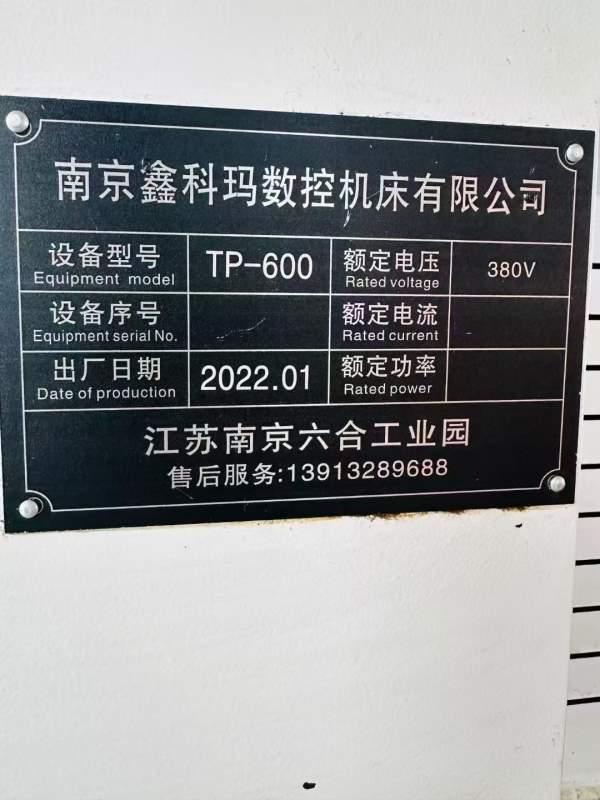 南京鑫科玛数控机床有限公司
设备型号 TP-600 额定电压 380V
Equipment model Rated voltage
设备序号 额定电流
Equipment serial No. Rated current
出厂日期 2022.01 额定功率
Date of production Rated power
江苏南京六合工业园
售后服务:13913289688